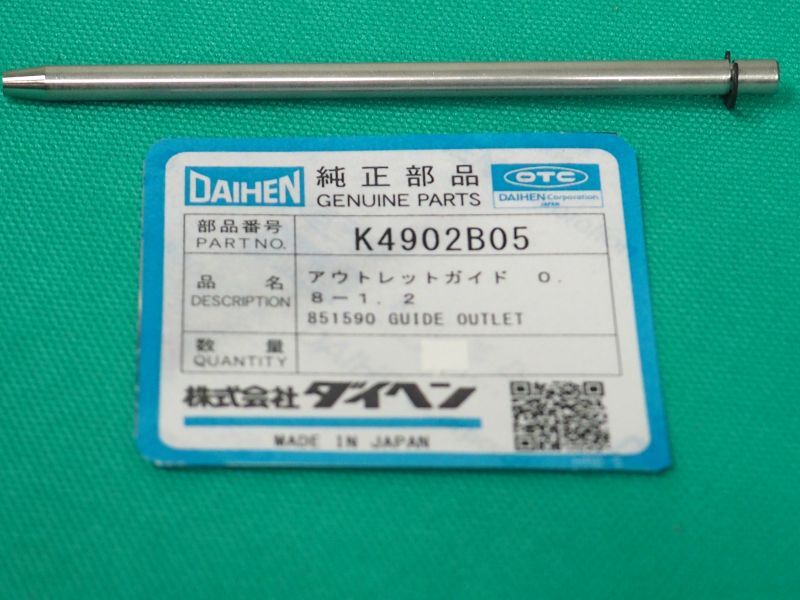 DAIHEN 純正部品 OTC
GENUINE PARTS DAIHEN Corporation
JAPAN
部品番号
PART NO. K4902B05
品名 アウトレットガイド 0.
DESCRIPTION 8-1.2
851590 GUIDE OUTLET
数量
QUANTITY
株式会社ダイヘン
MADE IN JAPAN